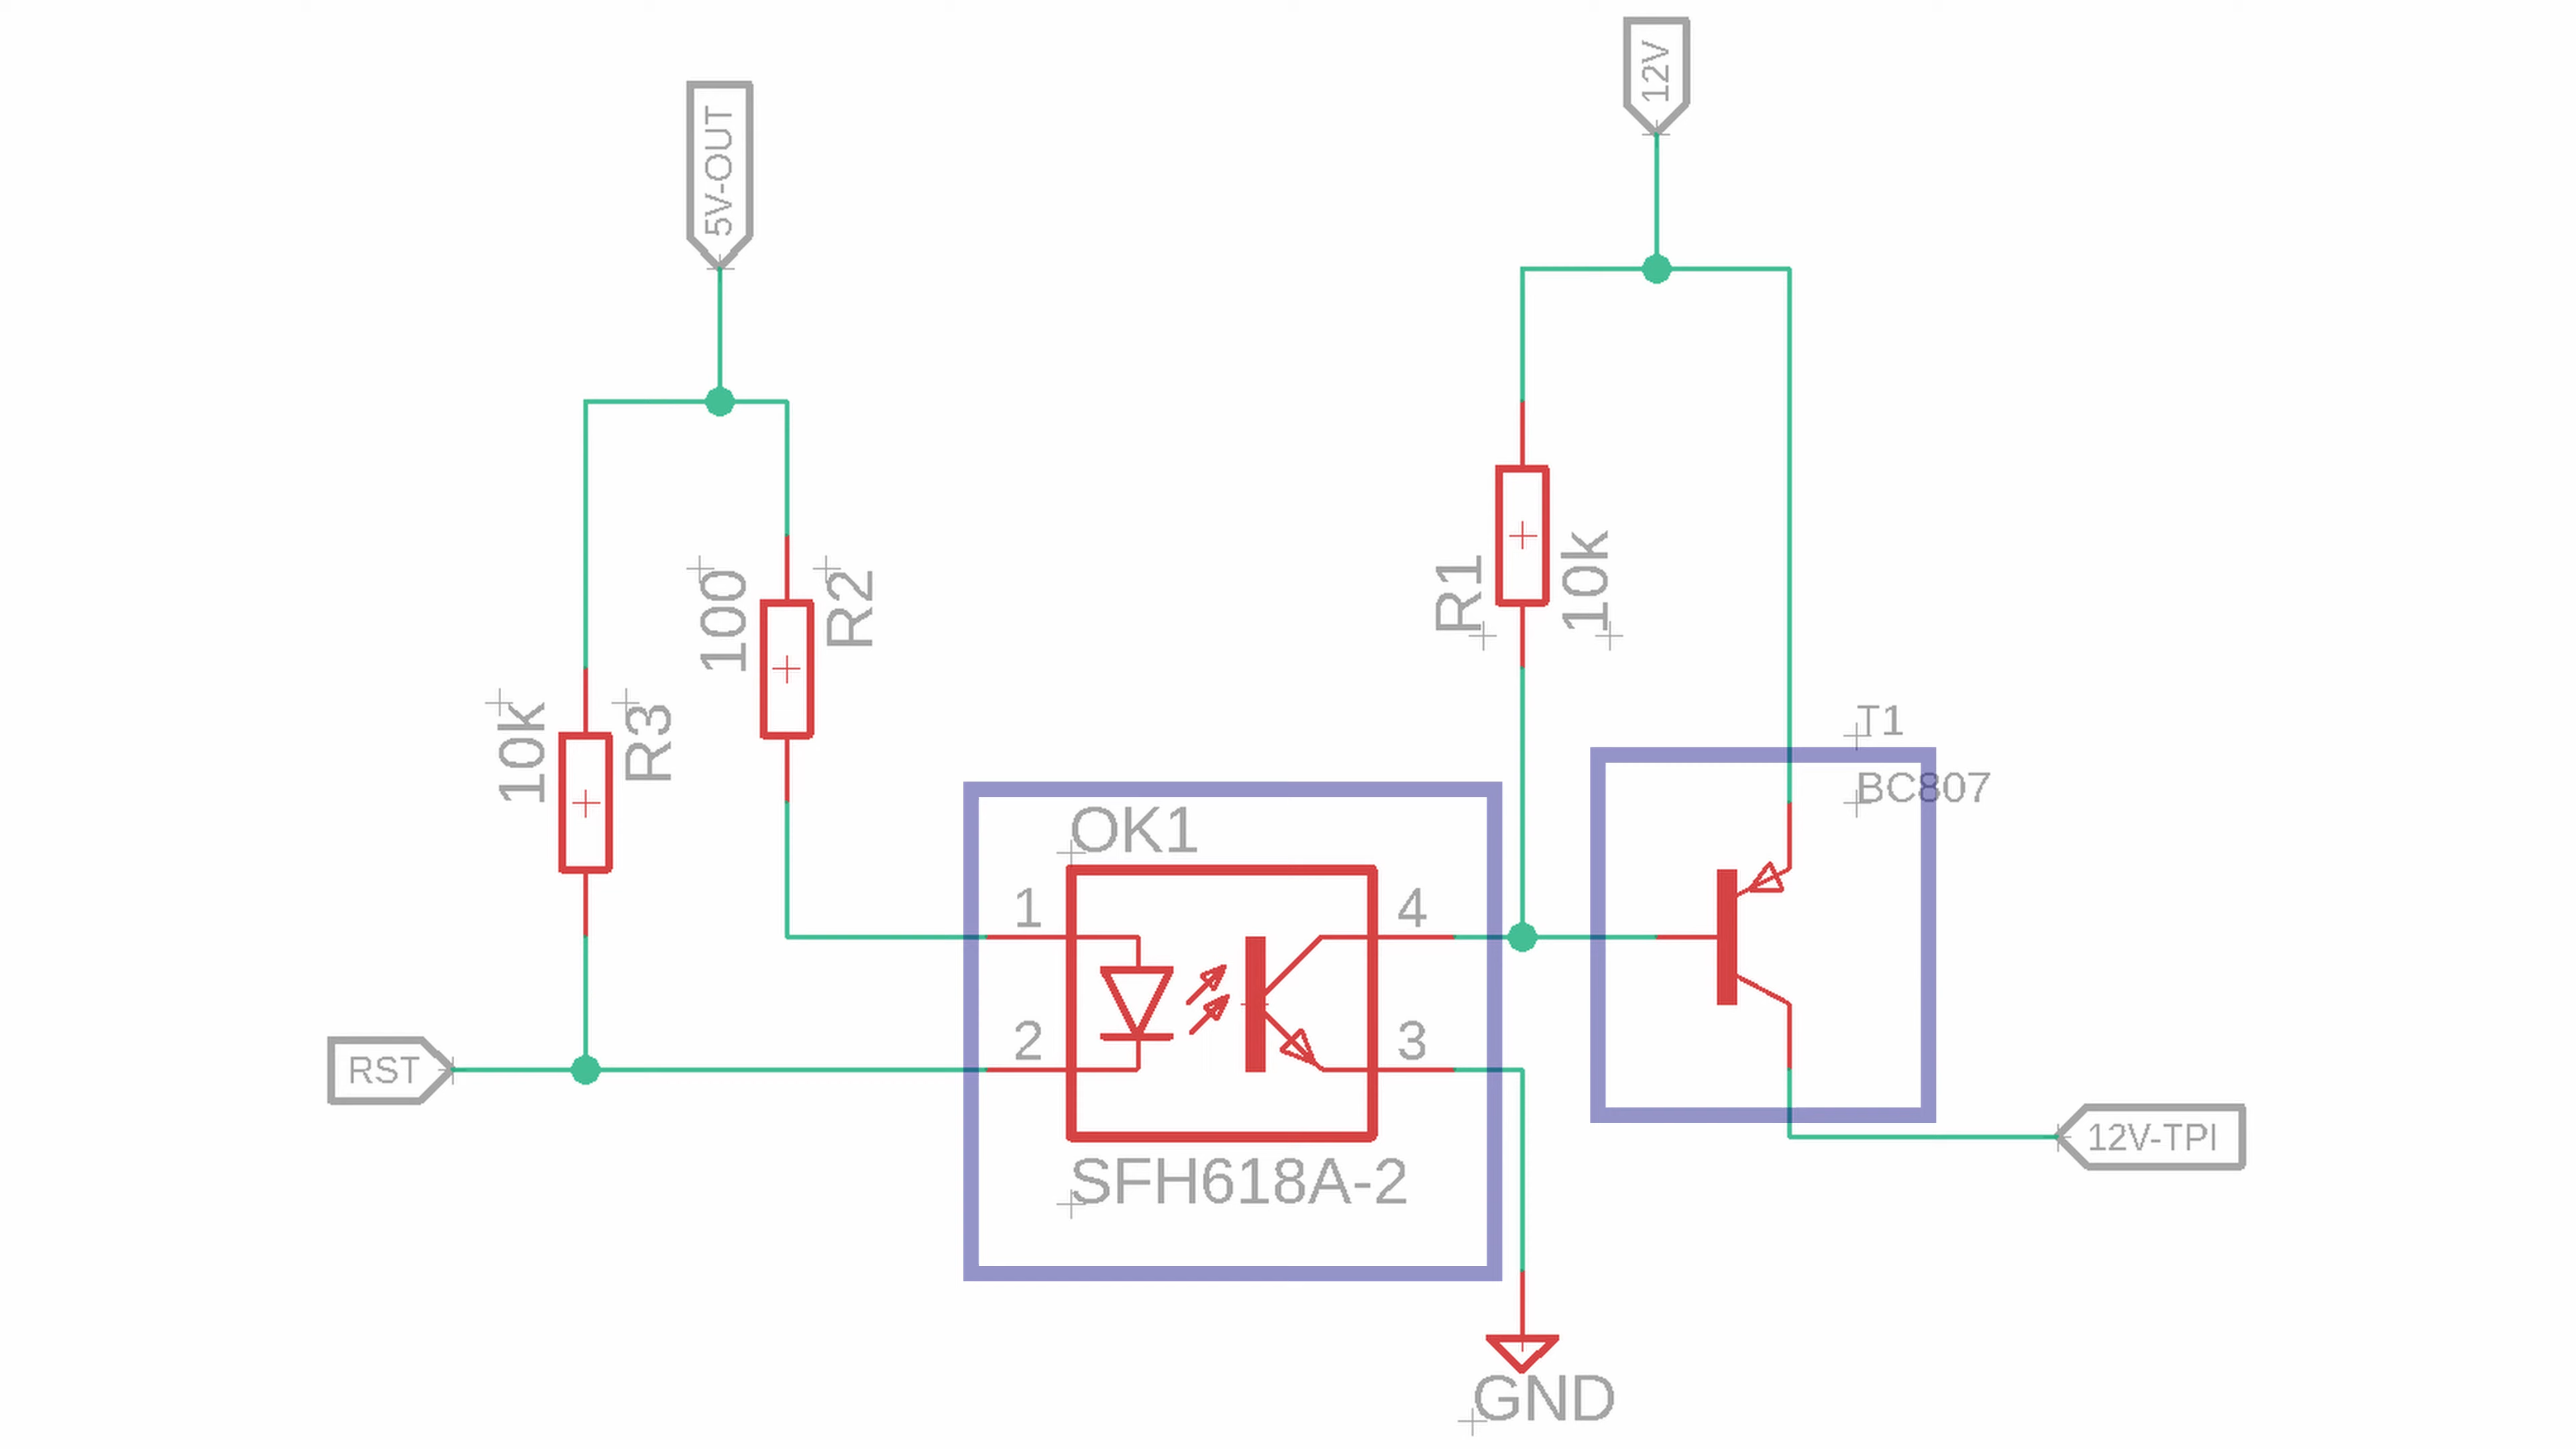 12V
5V-OUT
100
R2
R1
10k
10k
R3
T1
BC807
OK1
1
4
2
3
RST
12V-TPI
SFH618A-2
GND